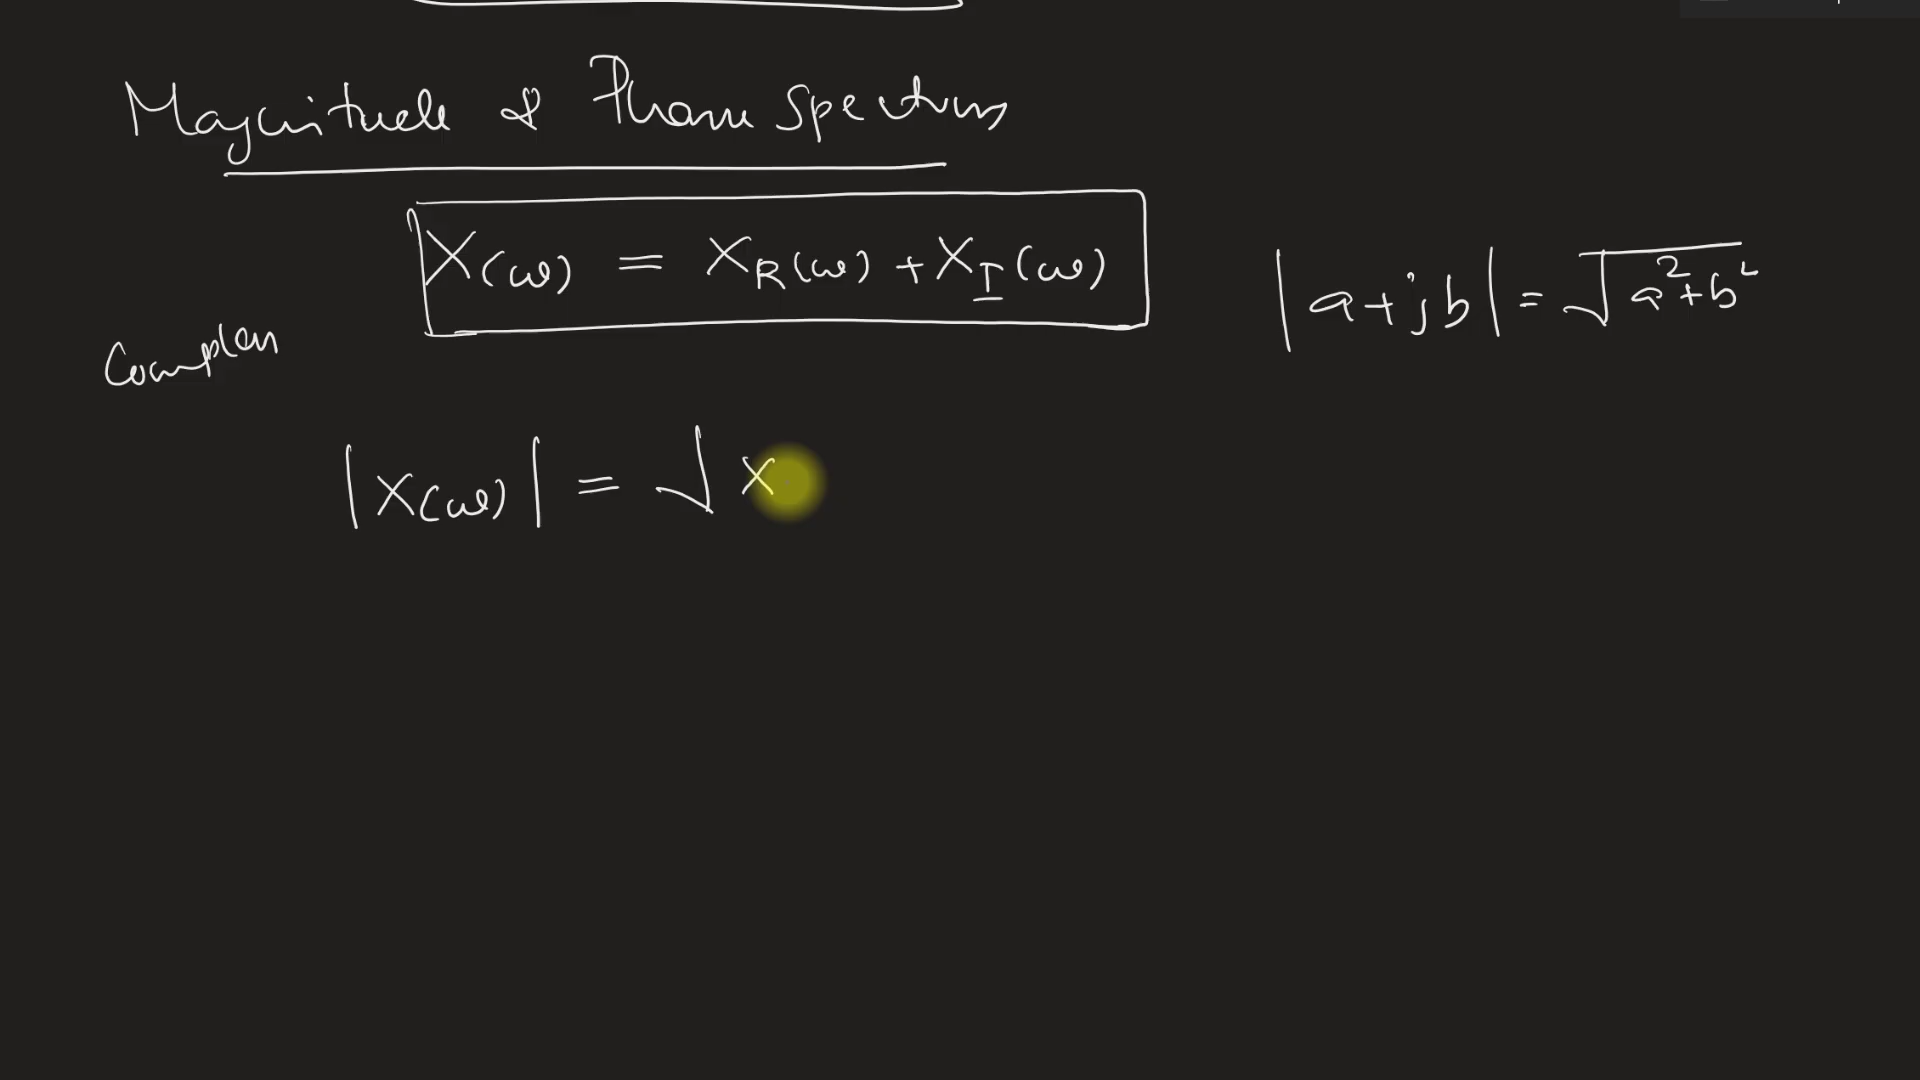 Magnitude & Phase Spectrum
X(ω) = X_R(ω) + X_I(ω)
|a+jb| = √a²+b²
Complex
|X(ω)| = √X